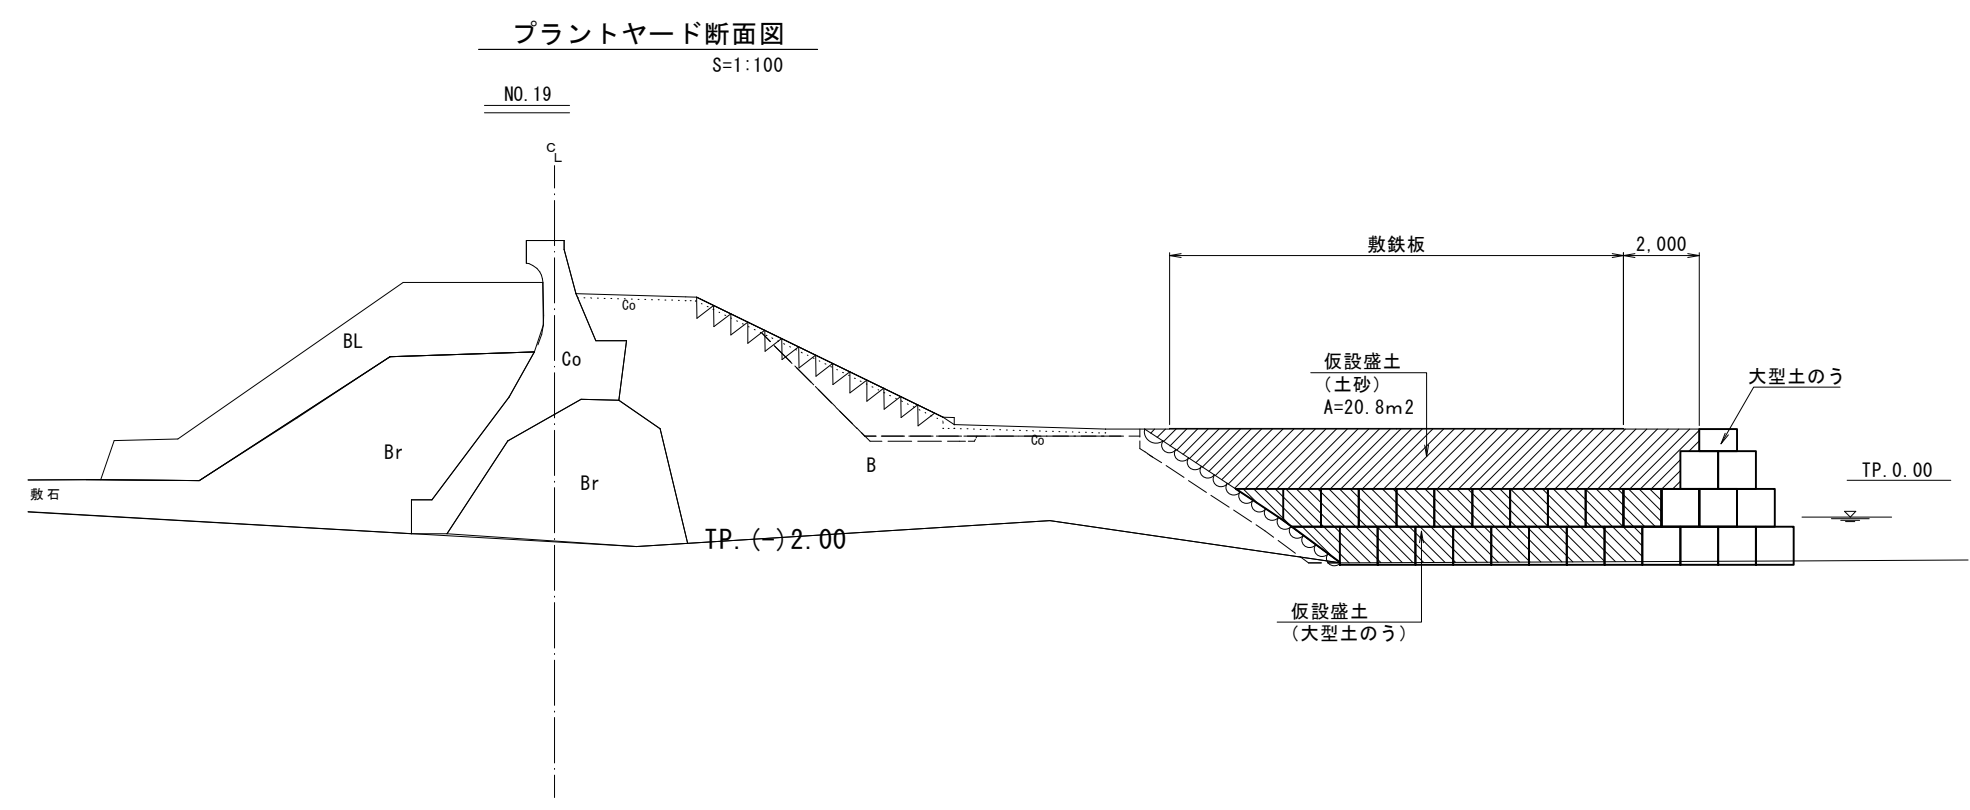 プラントヤード断面図
S=1:100
NO.19
CL
敷鉄板
2,000
Co
BL
Co
仮設盛土
(土砂)
A=20.8m2
大型土のう
Br
Co
B
TP.0.00
Br
敷石
TP.(-)2.00
仮設盛土
(大型土のう)